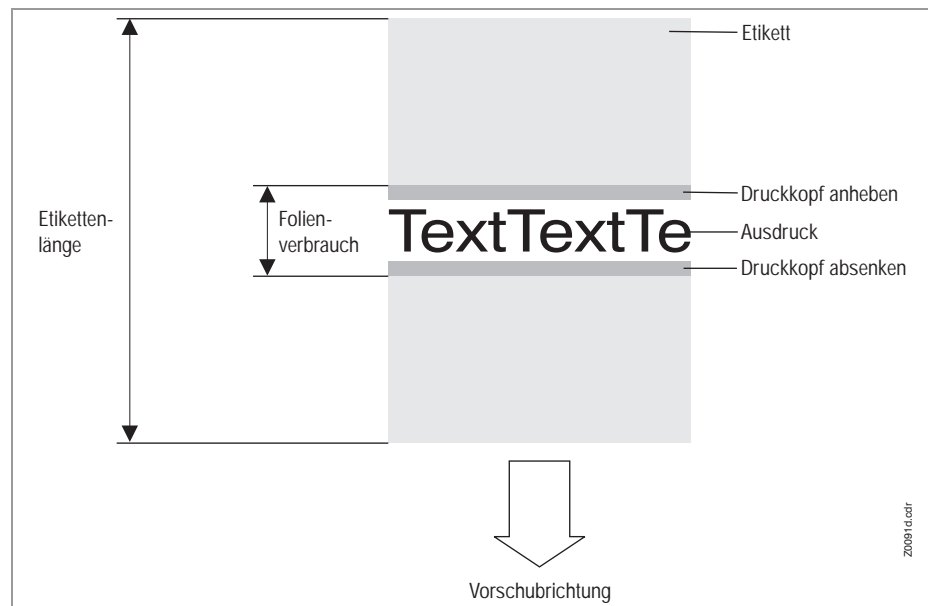 Etikett
Druckkopf anheben
Etiketten-
länge
Folien-
verbrauch
TextTextTe
Ausdruck
Druckkopf absenken
Vorschubrichtung
Z0091d.cdr